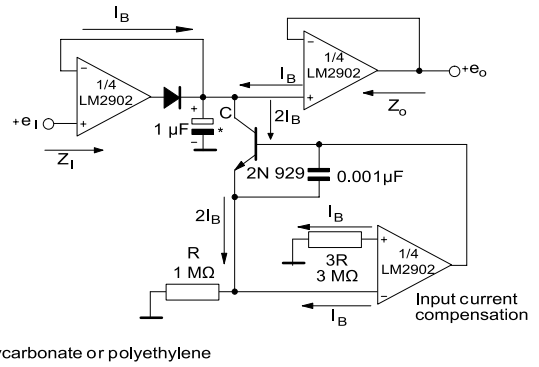 I_B
1/4
LM2902
+e_I
Z_I
1 µF
*
C
2I_B
I_B
1/4
LM2902
+e_o
Z_o
2N 929
0.001µF
2I_B
R
1 MΩ
I_B
3R
3 MΩ
1/4
LM2902
I_B
Input current
compensation
ycarbonate or polyethylene